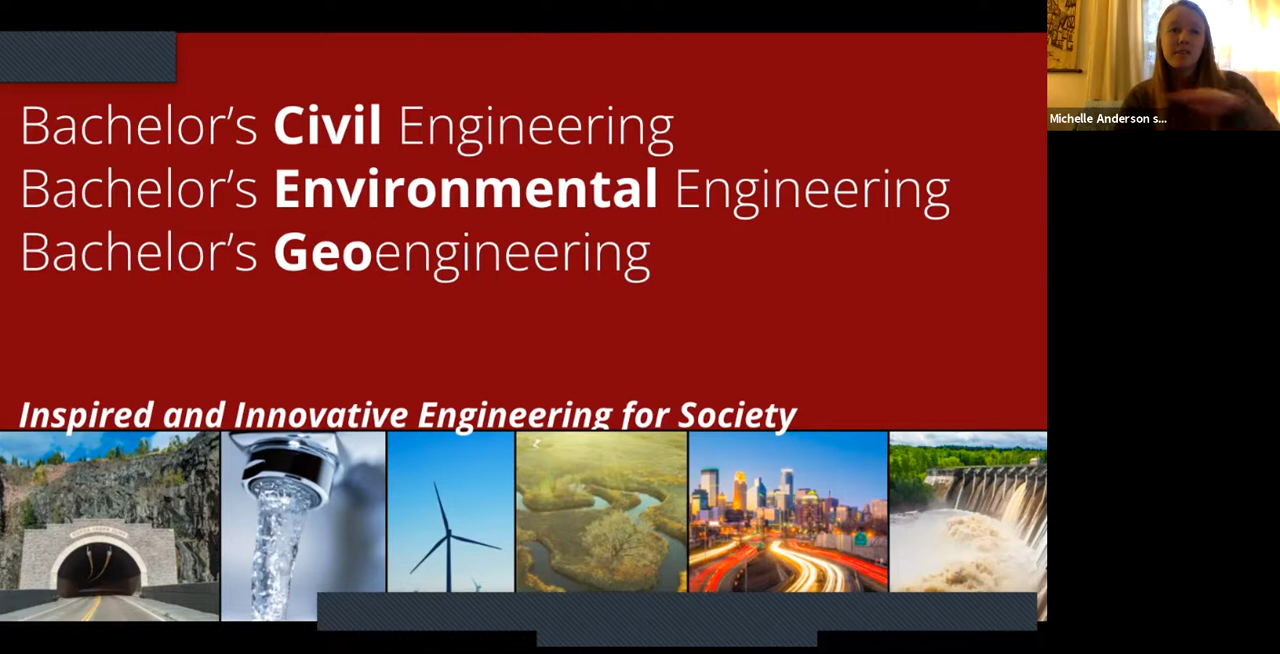 Bachelor's Civil Engineering
Bachelor's Environmental Engineering
Bachelor's Geoengineering
Inspired and Innovative Engineering for Society
Michelle Anderson s...